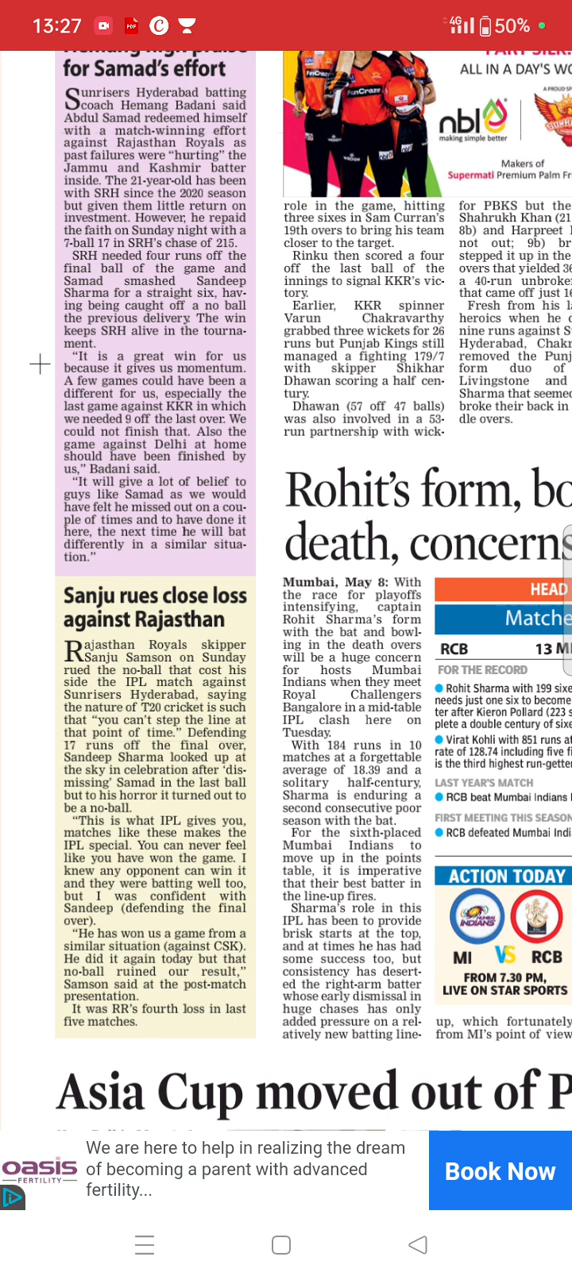 13:27
4G
50%
for Samad's effort
Sunrisers Hyderabad batting
coach Hemang Badani said
Abdul Samad redeemed himself
with a match-winning effort
against Rajasthan Royals as
past failures were "hurting" the
Jammu and Kashmir batter
inside. The 21-year-old has been
with SRH since the 2020 season
but given them little return on
investment. However, he repaid
the faith on Sunday night with a
7-ball 17 in SRH's chase of 215.
SRH needed four runs off the
final ball of the game and
Samad smashed Sandeep
Sharma for a straight six, hav-
ing being caught off a no ball
the previous delivery. The win
keeps SRH alive in the tourna-
ment.
"It is a great win for us
because it gives us momentum.
A few games could have been a
different for us, especially the
last game against KKR in which
we needed 9 off the last over. We
could not finish that. Also the
game against Delhi at home
should have been finished by
us," Badani said.
"It will give a lot of belief to
guys like Samad as we would
have felt he missed out on a cou-
ple of times and to have done it
here, the next time he will bat
differently in a similar situa-
tion."
Sanju rues close loss
against Rajasthan
Rajasthan Royals skipper
Sanju Samson on Sunday
rued the no-ball that cost his
side the IPL match against
Sunrisers Hyderabad, saying
the nature of T20 cricket is such
that "you can't step the line at
that point of time." Defending
17 runs off the final over,
Sandeep Sharma looked up at
the sky in celebration after 'dis-
missing' Samad in the last ball
but to his horror it turned out to
be a no-ball.
"This is what IPL gives you,
matches like these makes the
IPL special. You can never feel
like you have won the game. I
knew any opponent can win it
and they were batting well too,
but I was confident with
Sandeep (defending the final
over).
"He has won us a game from a
similar situation (against CSK).
He did it again today but that
no-ball ruined our result,"
Samson said at the post-match
presentation.
It was RR's fourth loss in last
five matches.
FunCraze
ALL IN A DAY'S WO
nbl
making simpler better
Makers of
Supermati Premium Palm Fr
role in the game, hitting
three sixes in Sam Curran's
19th overs to bring his team
closer to the target.
Rinku then scored a four
off the last ball of the
innings to signal KKR's vic-
tory.
Earlier, KKR spinner
Varun Chakravarthy
grabbed three wickets for 26
runs but Punjab Kings still
managed a fighting 179/7
with skipper Shikhar
Dhawan scoring a half cen-
tury.
Dhawan (57 off 47 balls)
was also involved in a 53-
run partnership with wick-
for PBKS but the
Shahrukh Khan (21
8b) and Harpreet
not out; 9b) br
stepped it up in the
overs that yielded 36
a 40-run unbroke
that came off just 16
Fresh from his l
heroics when he d
nine runs against S
Hyderabad, Chakr
removed the Punj
form duo of
Livingstone and
Sharma that seemed
broke their back in
dle overs.
Rohit's form, bo
death, concerns
Mumbai, May 8: With
the race for playoffs
intensifying, captain
Rohit Sharma's form
with the bat and bowl-
ing in the death overs
will be a huge concern
for hosts Mumbai
Indians when they meet
Royal Challengers
Bangalore in a mid-table
IPL clash here on
Tuesday.
With 184 runs in 10
matches at a forgettable
average of 18.39 and a
solitary half-century,
Sharma is enduring a
second consecutive poor
season with the bat.
For the sixth-placed
Mumbai Indians to
move up in the points
table, it is imperative
that their best batter in
the line-up fires.
Sharma's role in this
IPL has been to provide
brisk starts at the top,
and at times he has had
some success too, but
consistency has desert-
ed the right-arm batter
whose early dismissal in
huge chases has only
added pressure on a rel-
atively new batting line-
HEAD
Matche
RCB 13 MI
FOR THE RECORD
Rohit Sharma with 199 sixe
needs just one six to become
ter after Kieron Pollard (223 s
plete a double century of sixe
Virat Kohli with 851 runs at
rate of 128.74 including five fi
is the third highest run-getter
LAST YEAR'S MATCH
RCB beat Mumbai Indians
FIRST MEETING THIS SEASON
RCB defeated Mumbai Indi
ACTION TODAY
MUMBAI INDIANS
MI VS RCB
FROM 7.30 PM,
LIVE ON STAR SPORTS
up, which fortunately
from MI's point of view
Asia Cup moved out of P
oasis
FERTILITY
We are here to help in realizing the dream
of becoming a parent with advanced
fertility...
Book Now